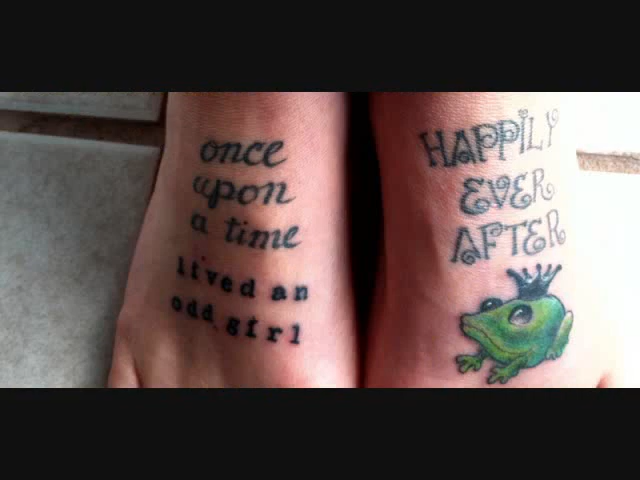 once
upon
a time
lived an
odd girl
HAPPILY
EVER
AFTER